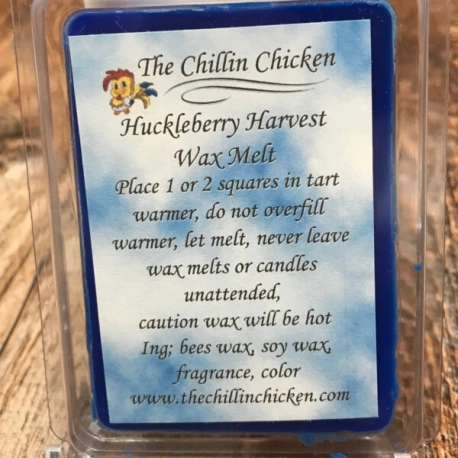 The Chillin Chicken
Huckleberry Harvest
Wax Melt
Place 1 or 2 squares in tart
warmer, do not overfill
warmer, let melt, never leave
wax melts or candles
unattended,
caution wax will be hot
Ing; bees wax, soy wax,
fragrance, color
www.thechillinchicken.com